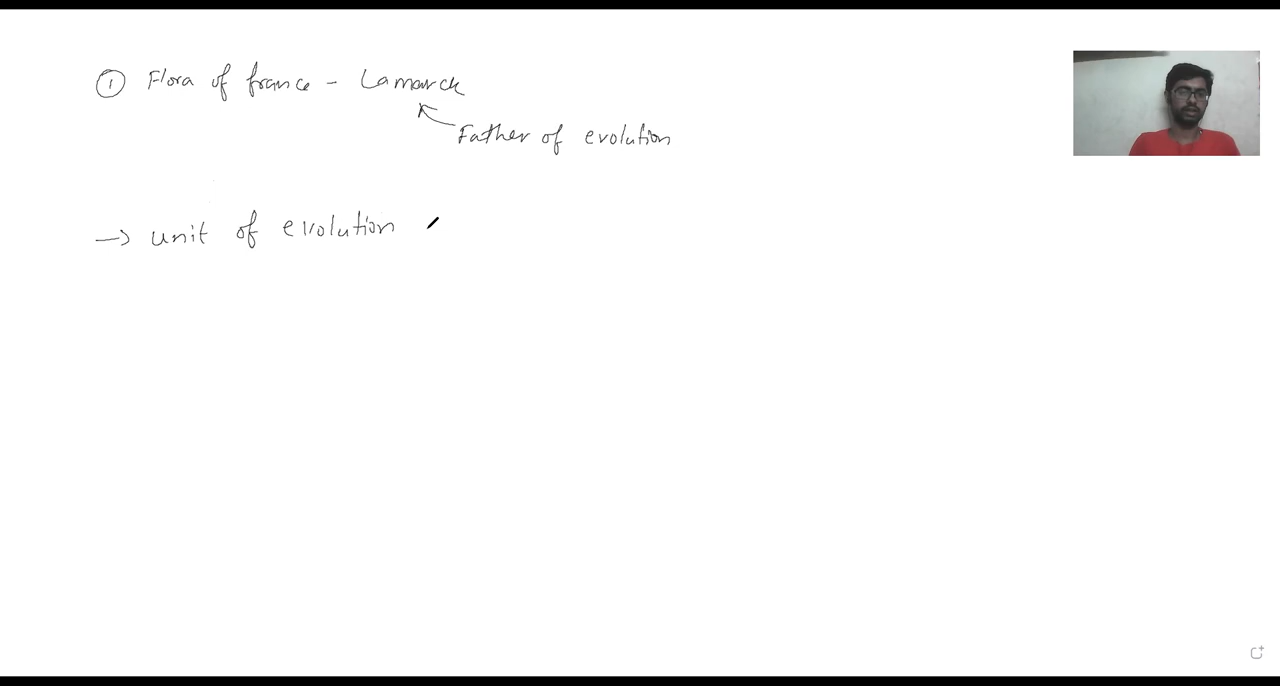 ① Flora of france - Lamarck
Father of evolution
→ unit of evolution